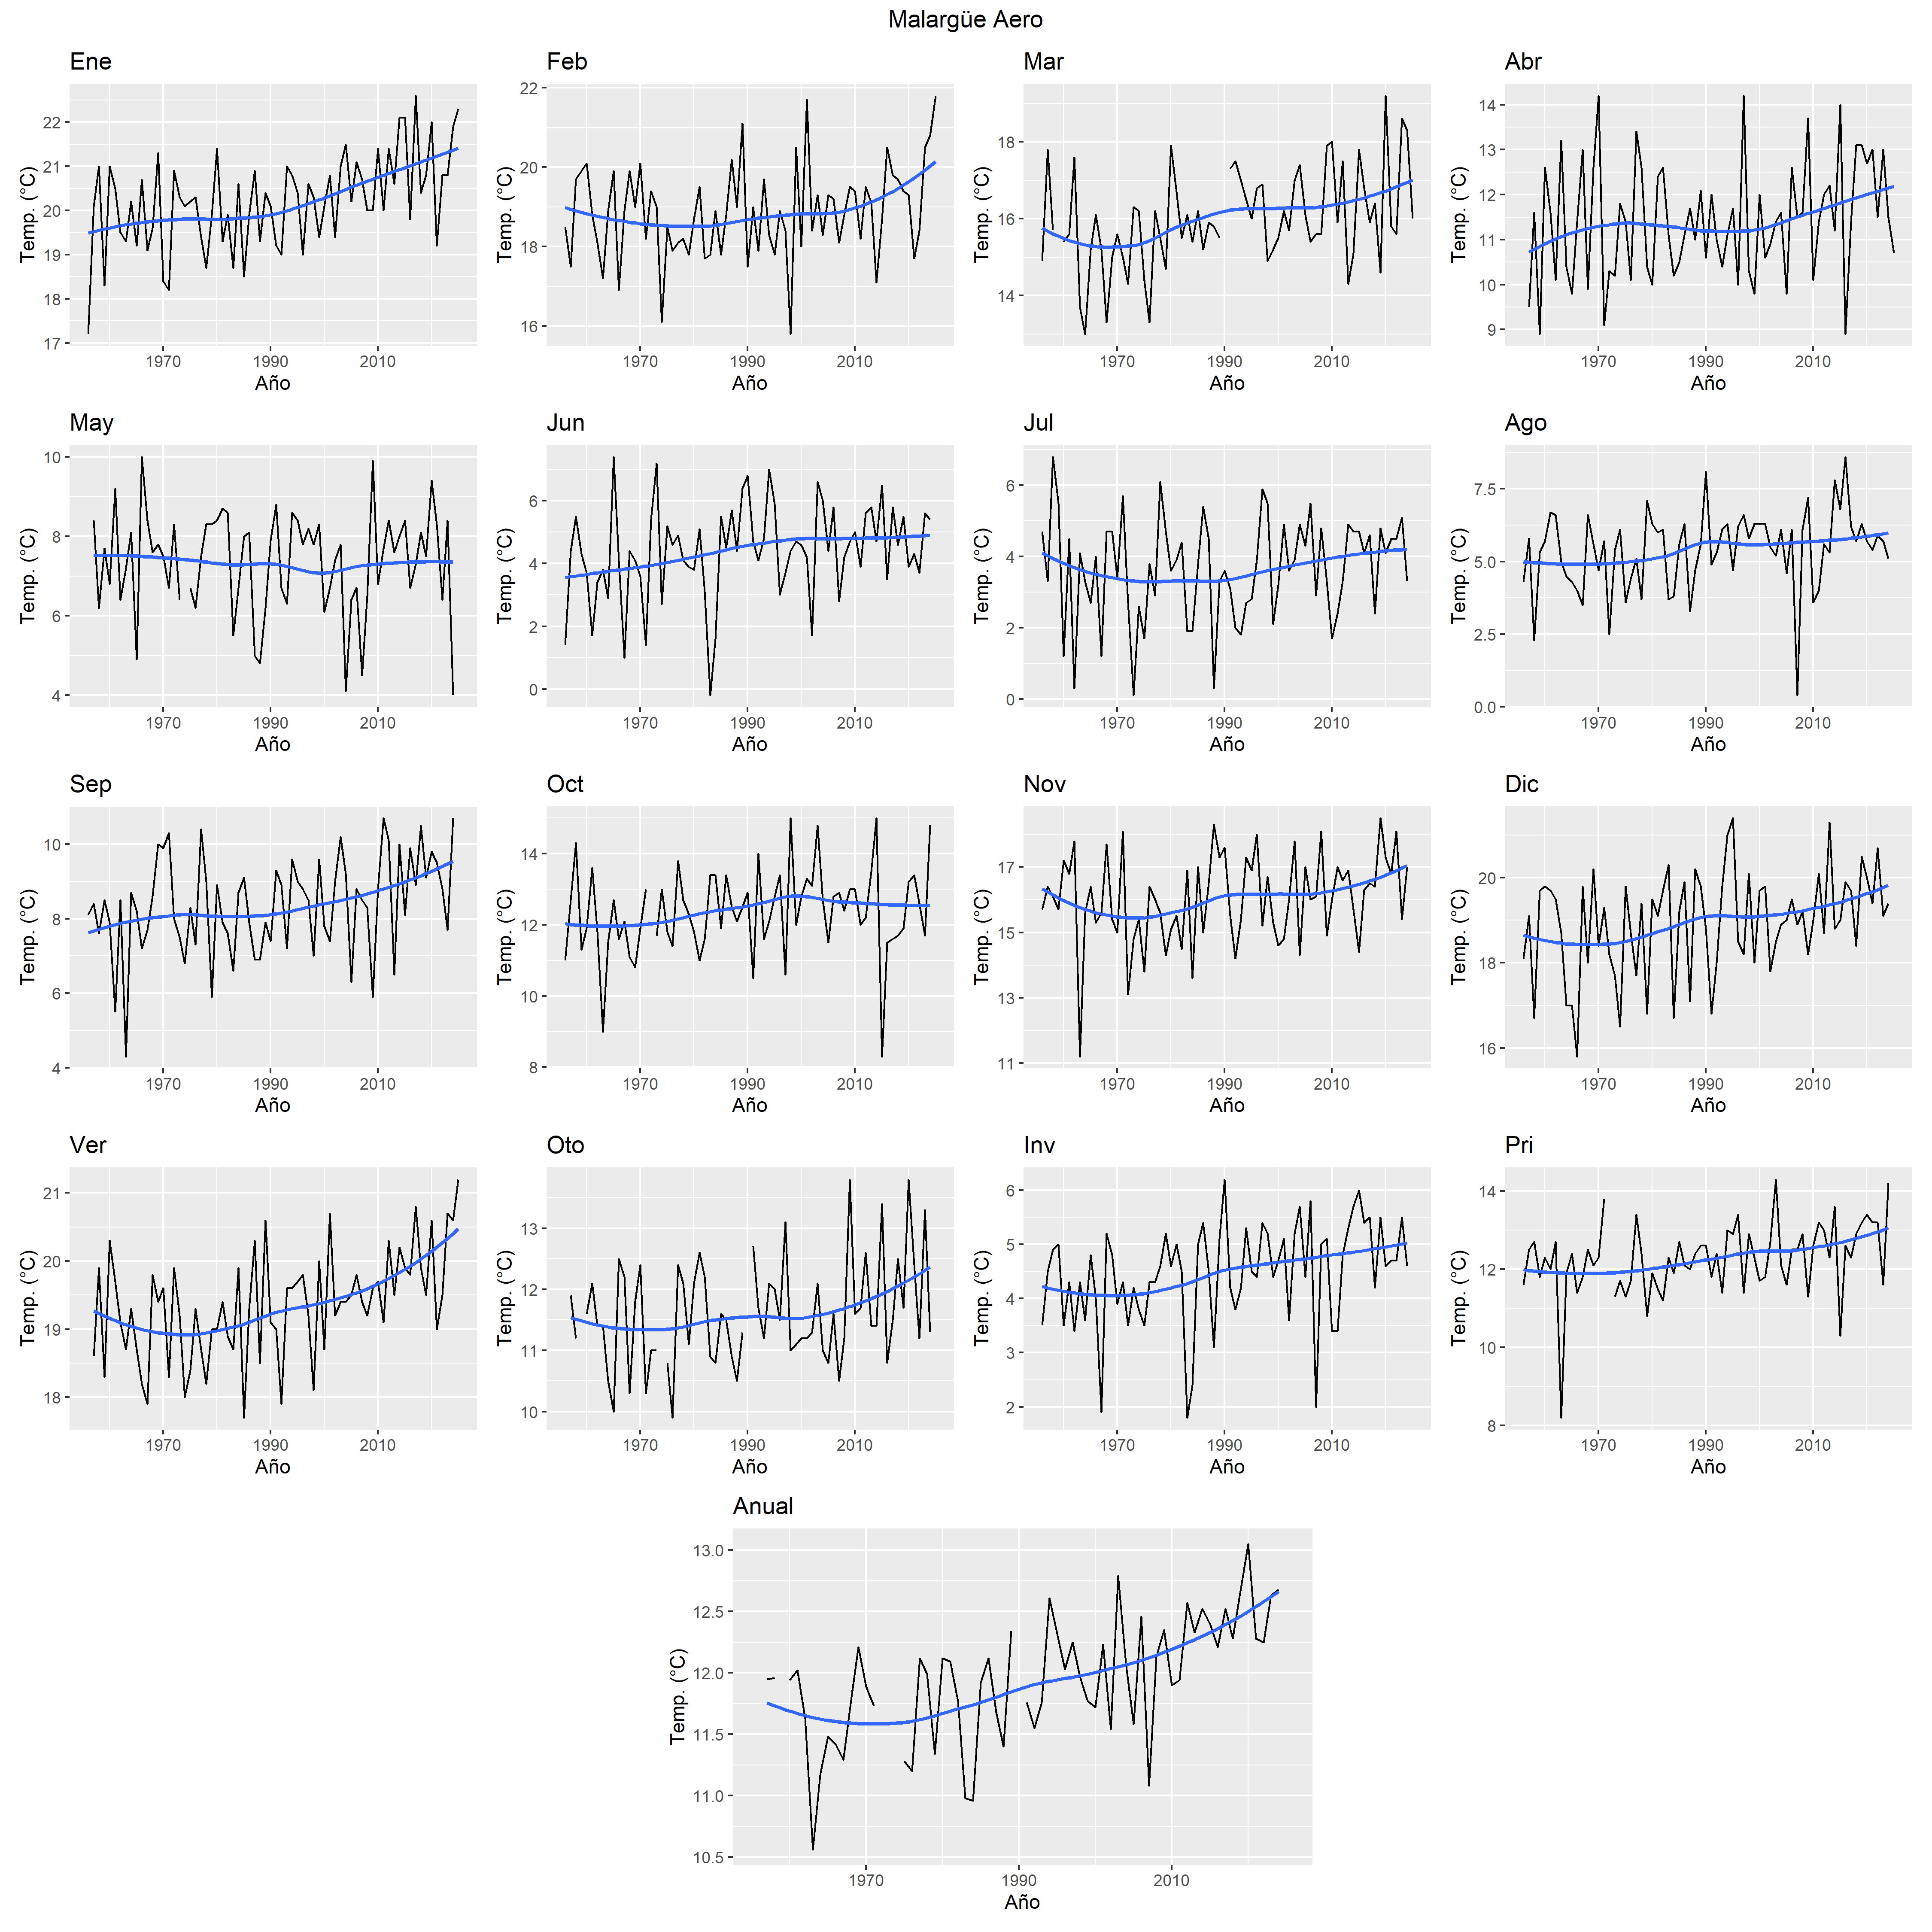 Malargüe Aero
Ene
Feb
Mar
Abr
22
21
20
19
18
17
Temp. (°C)
1970
1990
2010
Año
22
20
18
16
Temp. (°C)
1970
1990
2010
Año
18
16
14
Temp. (°C)
1970
1990
2010
Año
14
13
12
11
10
9
Temp. (°C)
1970
1990
2010
Año
May
Jun
Jul
Ago
10
8
6
4
Temp. (°C)
1970
1990
2010
Año
6
4
2
0
Temp. (°C)
1970
1990
2010
Año
6
4
2
0
Temp. (°C)
1970
1990
2010
Año
7.5
5.0
2.5
0.0
Temp. (°C)
1970
1990
2010
Año
Sep
Oct
Nov
Dic
10
8
6
4
Temp. (°C)
1970
1990
2010
Año
14
12
10
8
Temp. (°C)
1970
1990
2010
Año
17
15
13
11
Temp. (°C)
1970
1990
2010
Año
20
18
16
Temp. (°C)
1970
1990
2010
Año
Ver
Oto
Inv
Pri
21
20
19
18
Temp. (°C)
1970
1990
2010
Año
13
12
11
10
Temp. (°C)
1970
1990
2010
Año
6
5
4
3
2
Temp. (°C)
1970
1990
2010
Año
14
12
10
8
Temp. (°C)
1970
1990
2010
Año
Anual
13.0
12.5
12.0
11.5
11.0
10.5
Temp. (°C)
1970
1990
2010
Año